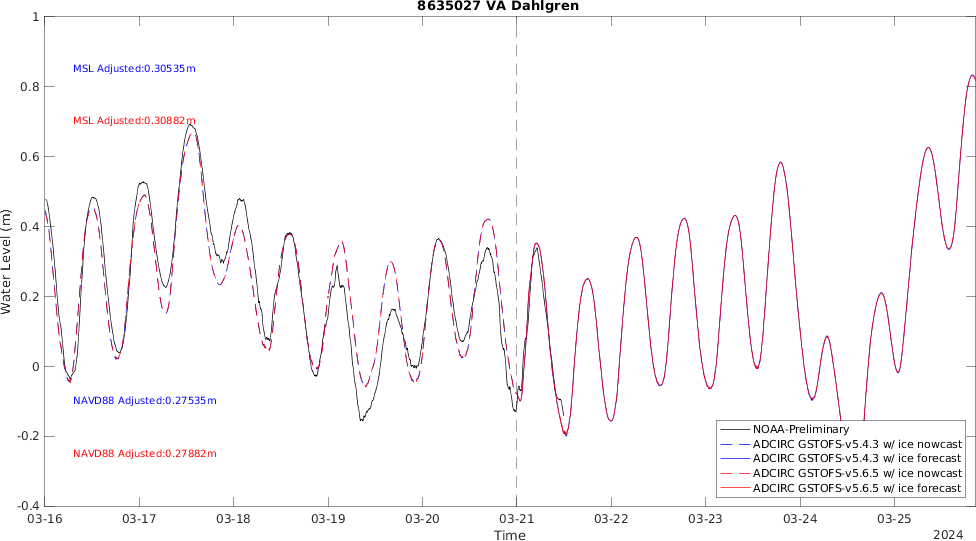 8635027 VA Dahlgren
Water Level (m)
1
0.8
0.6
0.4
0.2
0
-0.2
-0.4
MSL Adjusted:0.30535m
MSL Adjusted:0.30882m
NAVD88 Adjusted:0.27535m
NAVD88 Adjusted:0.27882m
NOAA-Preliminary
ADCIRC GSTOFS-v5.4.3 w/ ice nowcast
ADCIRC GSTOFS-v5.4.3 w/ ice forecast
ADCIRC GSTOFS-v5.6.5 w/ ice nowcast
ADCIRC GSTOFS-v5.6.5 w/ ice forecast
03-16 03-17 03-18 03-19 03-20 03-21 03-22 03-23 03-24 03-25
Time
2024